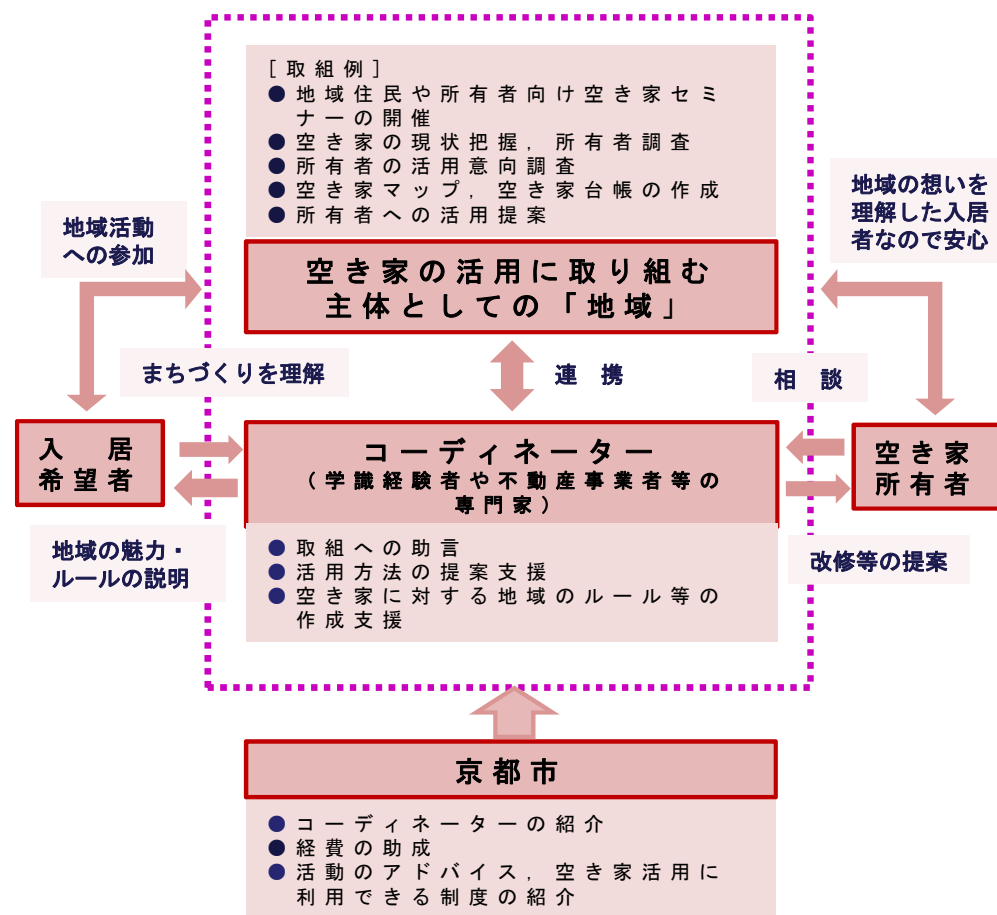 [取組例]
● 地域住民や所有者向け空き家セミ
ナーの開催
● 空き家の現状把握，所有者調査
● 所有者の活用意向調査
● 空き家マップ，空き家台帳の作成
● 所有者への活用提案
地域活動
への参加
地域の想いを
理解した入居
者なので安心
空き家の活用に取り組む
主体としての「地域」
まちづくりを理解
連携
相談
入居
希望者
コーディネーター
（学識経験者や不動産事業者等の
専門家）
空き家
所有者
地域の魅力・
ルールの説明
● 取組への助言
● 活用方法の提案支援
● 空き家に対する地域のルール等の
作成支援
改修等の提案
京都市
● コーディネーターの紹介
● 経費の助成
● 活動のアドバイス，空き家活用に
利用できる制度の紹介